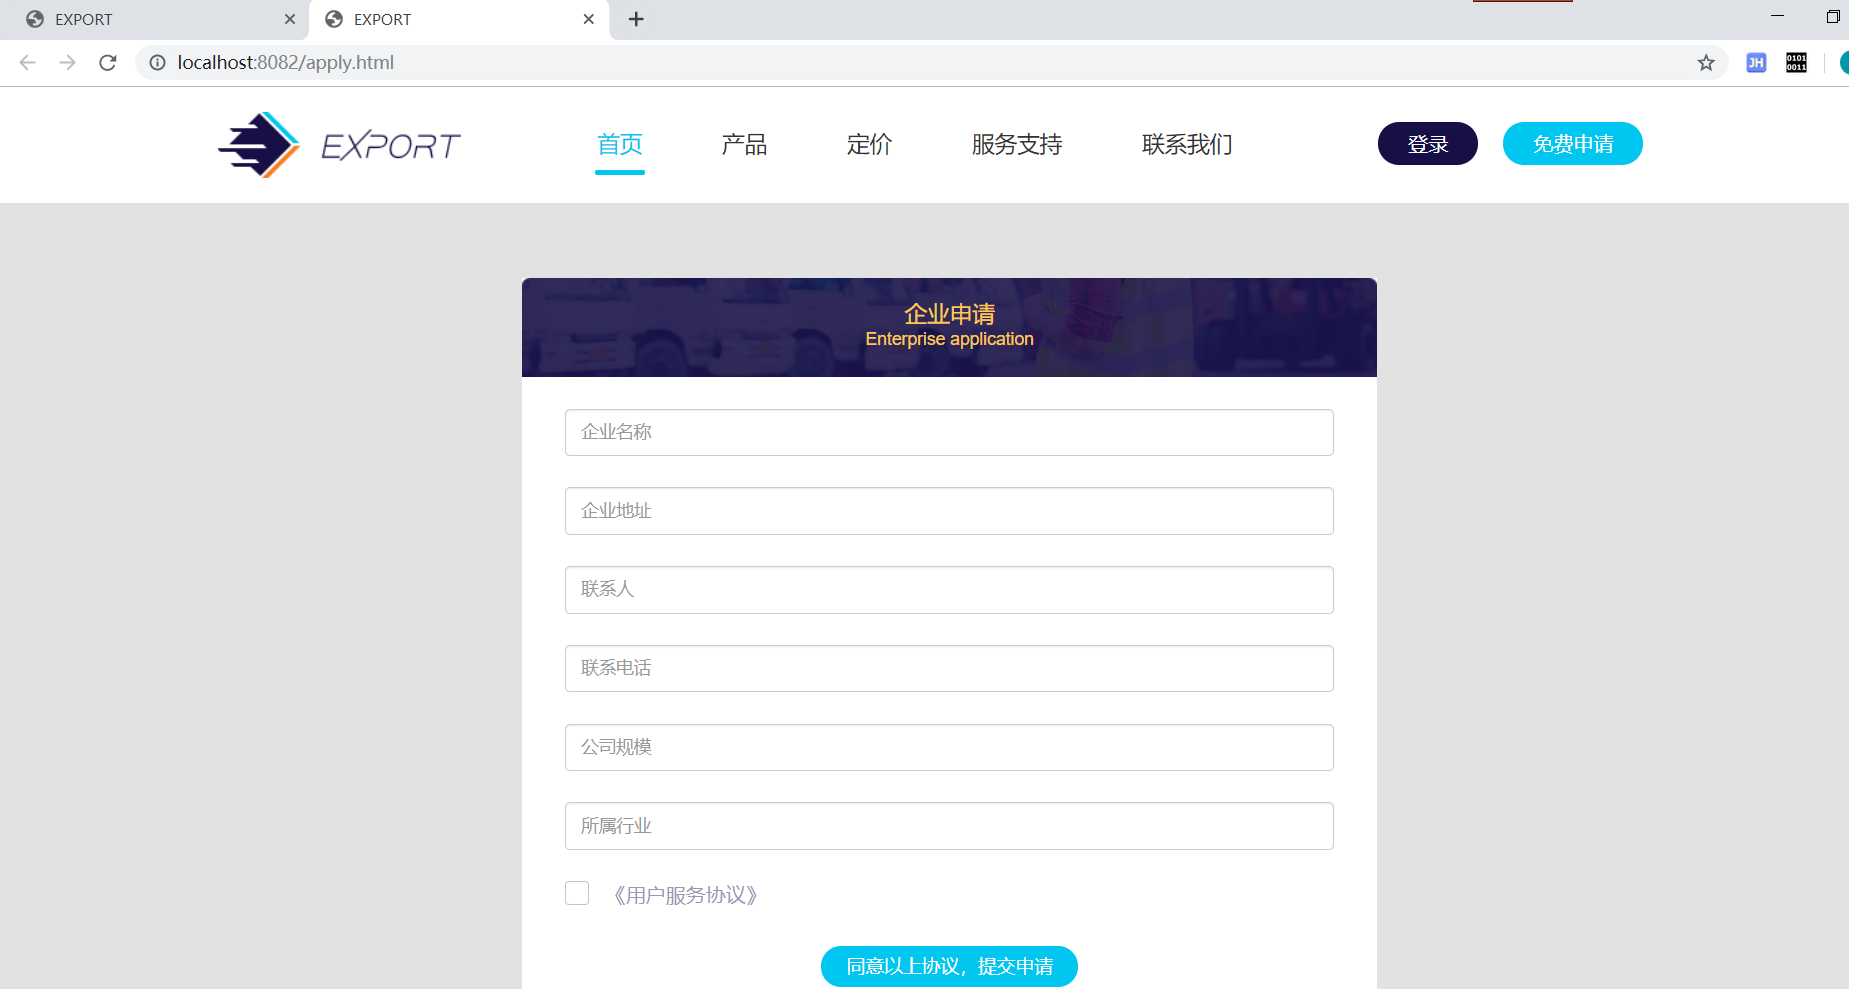 EXPORT
EXPORT
localhost:8082/apply.html
JH
0101
0011
EXPORT
首页
产品
定价
服务支持
联系我们
登录
免费申请
企业申请
Enterprise application
企业名称
企业地址
联系人
联系电话
公司规模
所属行业
《用户服务协议》
同意以上协议，提交申请